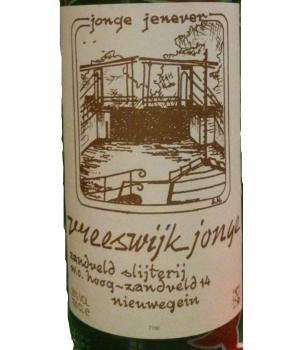 jonge jenever
vreeswijk jonge
zandveld slijterij
w.c. hoog-zandveld 14
nieuwegein